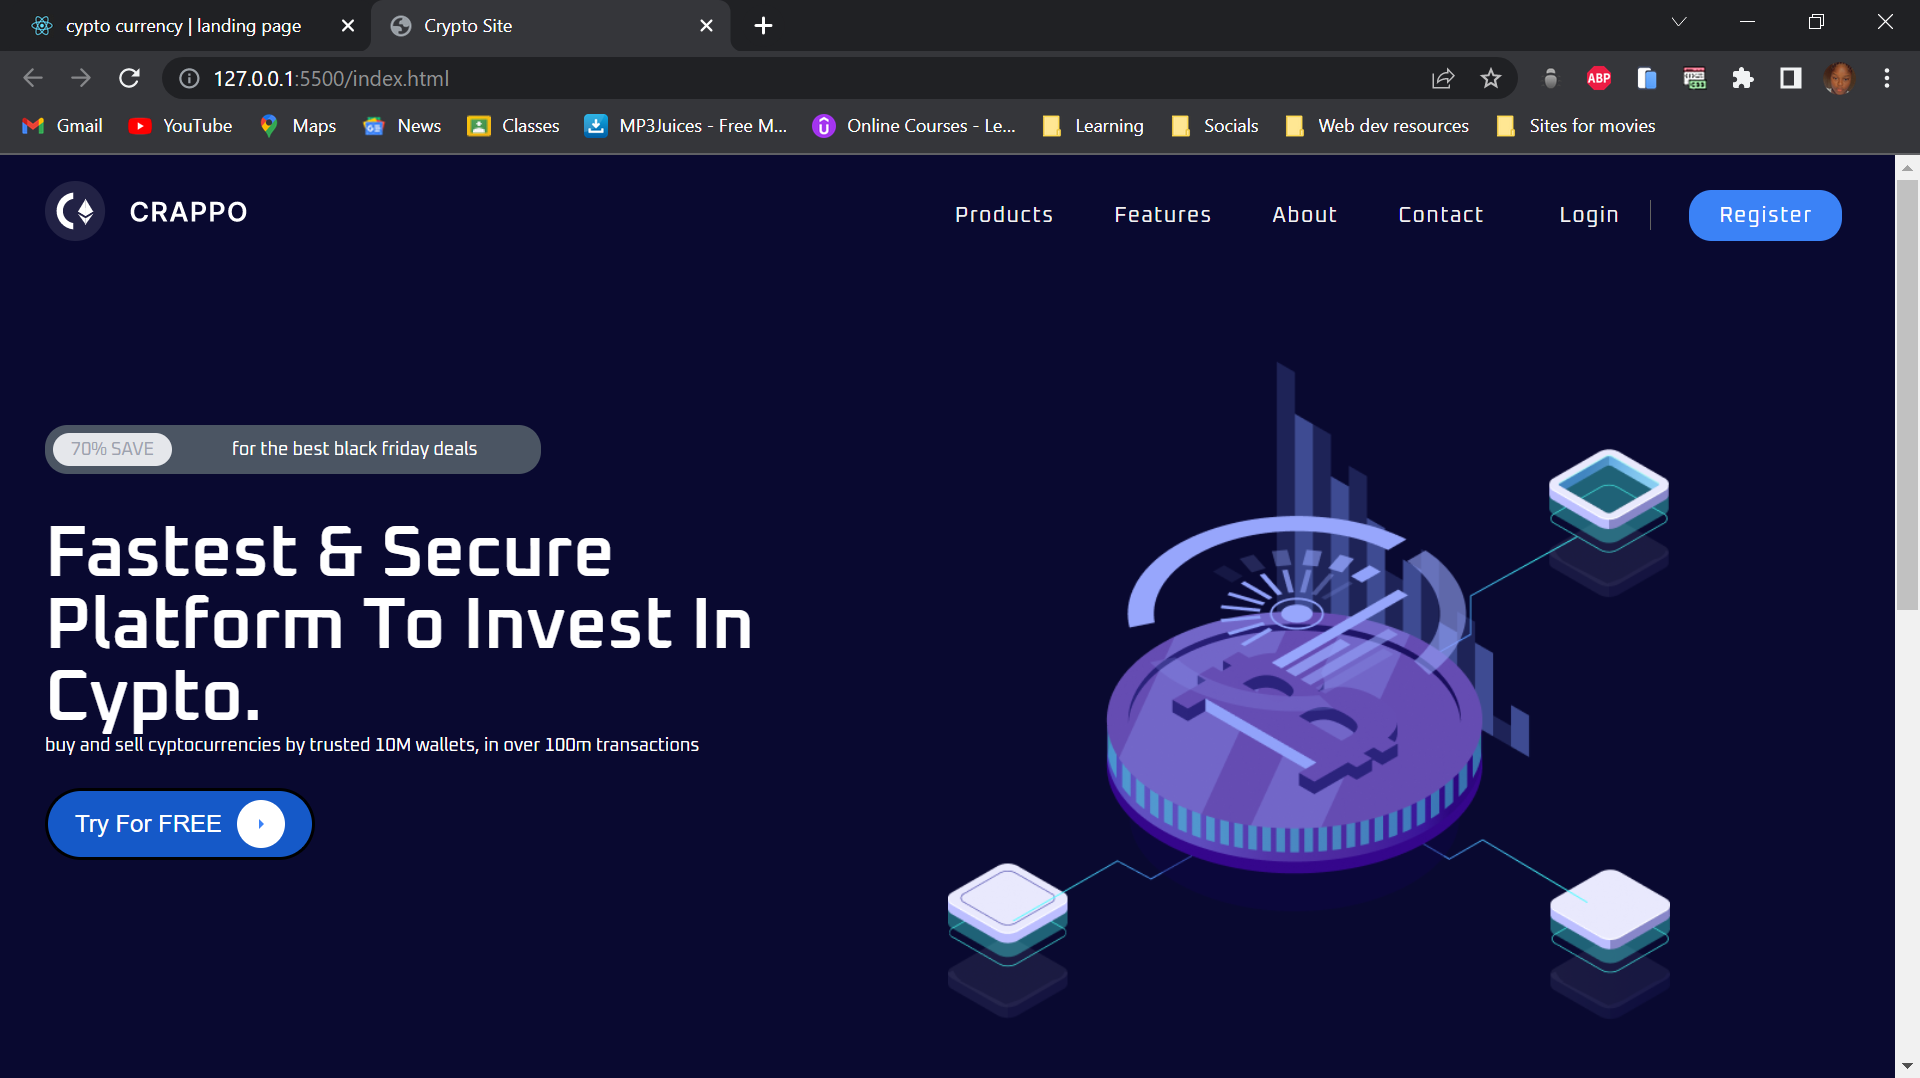 cypto currency | landing page
Crypto Site
127.0.0.1:5500/index.html
ABP
Gmail
YouTube
Maps
News
Classes
MP3Juices - Free M...
Online Courses - Le...
Learning
Socials
Web dev resources
Sites for movies
CRAPPO
Products
Features
About
Contact
Login
Register
70% SAVE
for the best black friday deals
Fastest & Secure
Platform To Invest In
Cypto.
buy and sell cyptocurrencies by trusted 10M wallets, in over 100m transactions
Try For FREE